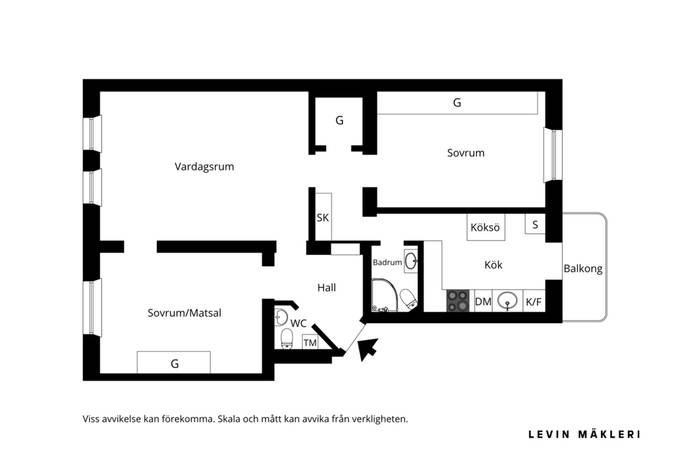 G
G
Sovrum
Vardagsrum
SK
Köksö
S
Badrum
Kök
Balkong
Hall
DM
K/F
Sovrum/Matsal
WC
TM
G
Viss avvikelse kan förekomma. Skala och mått kan avvika från verkligheten.
LEVIN MÄKLERI